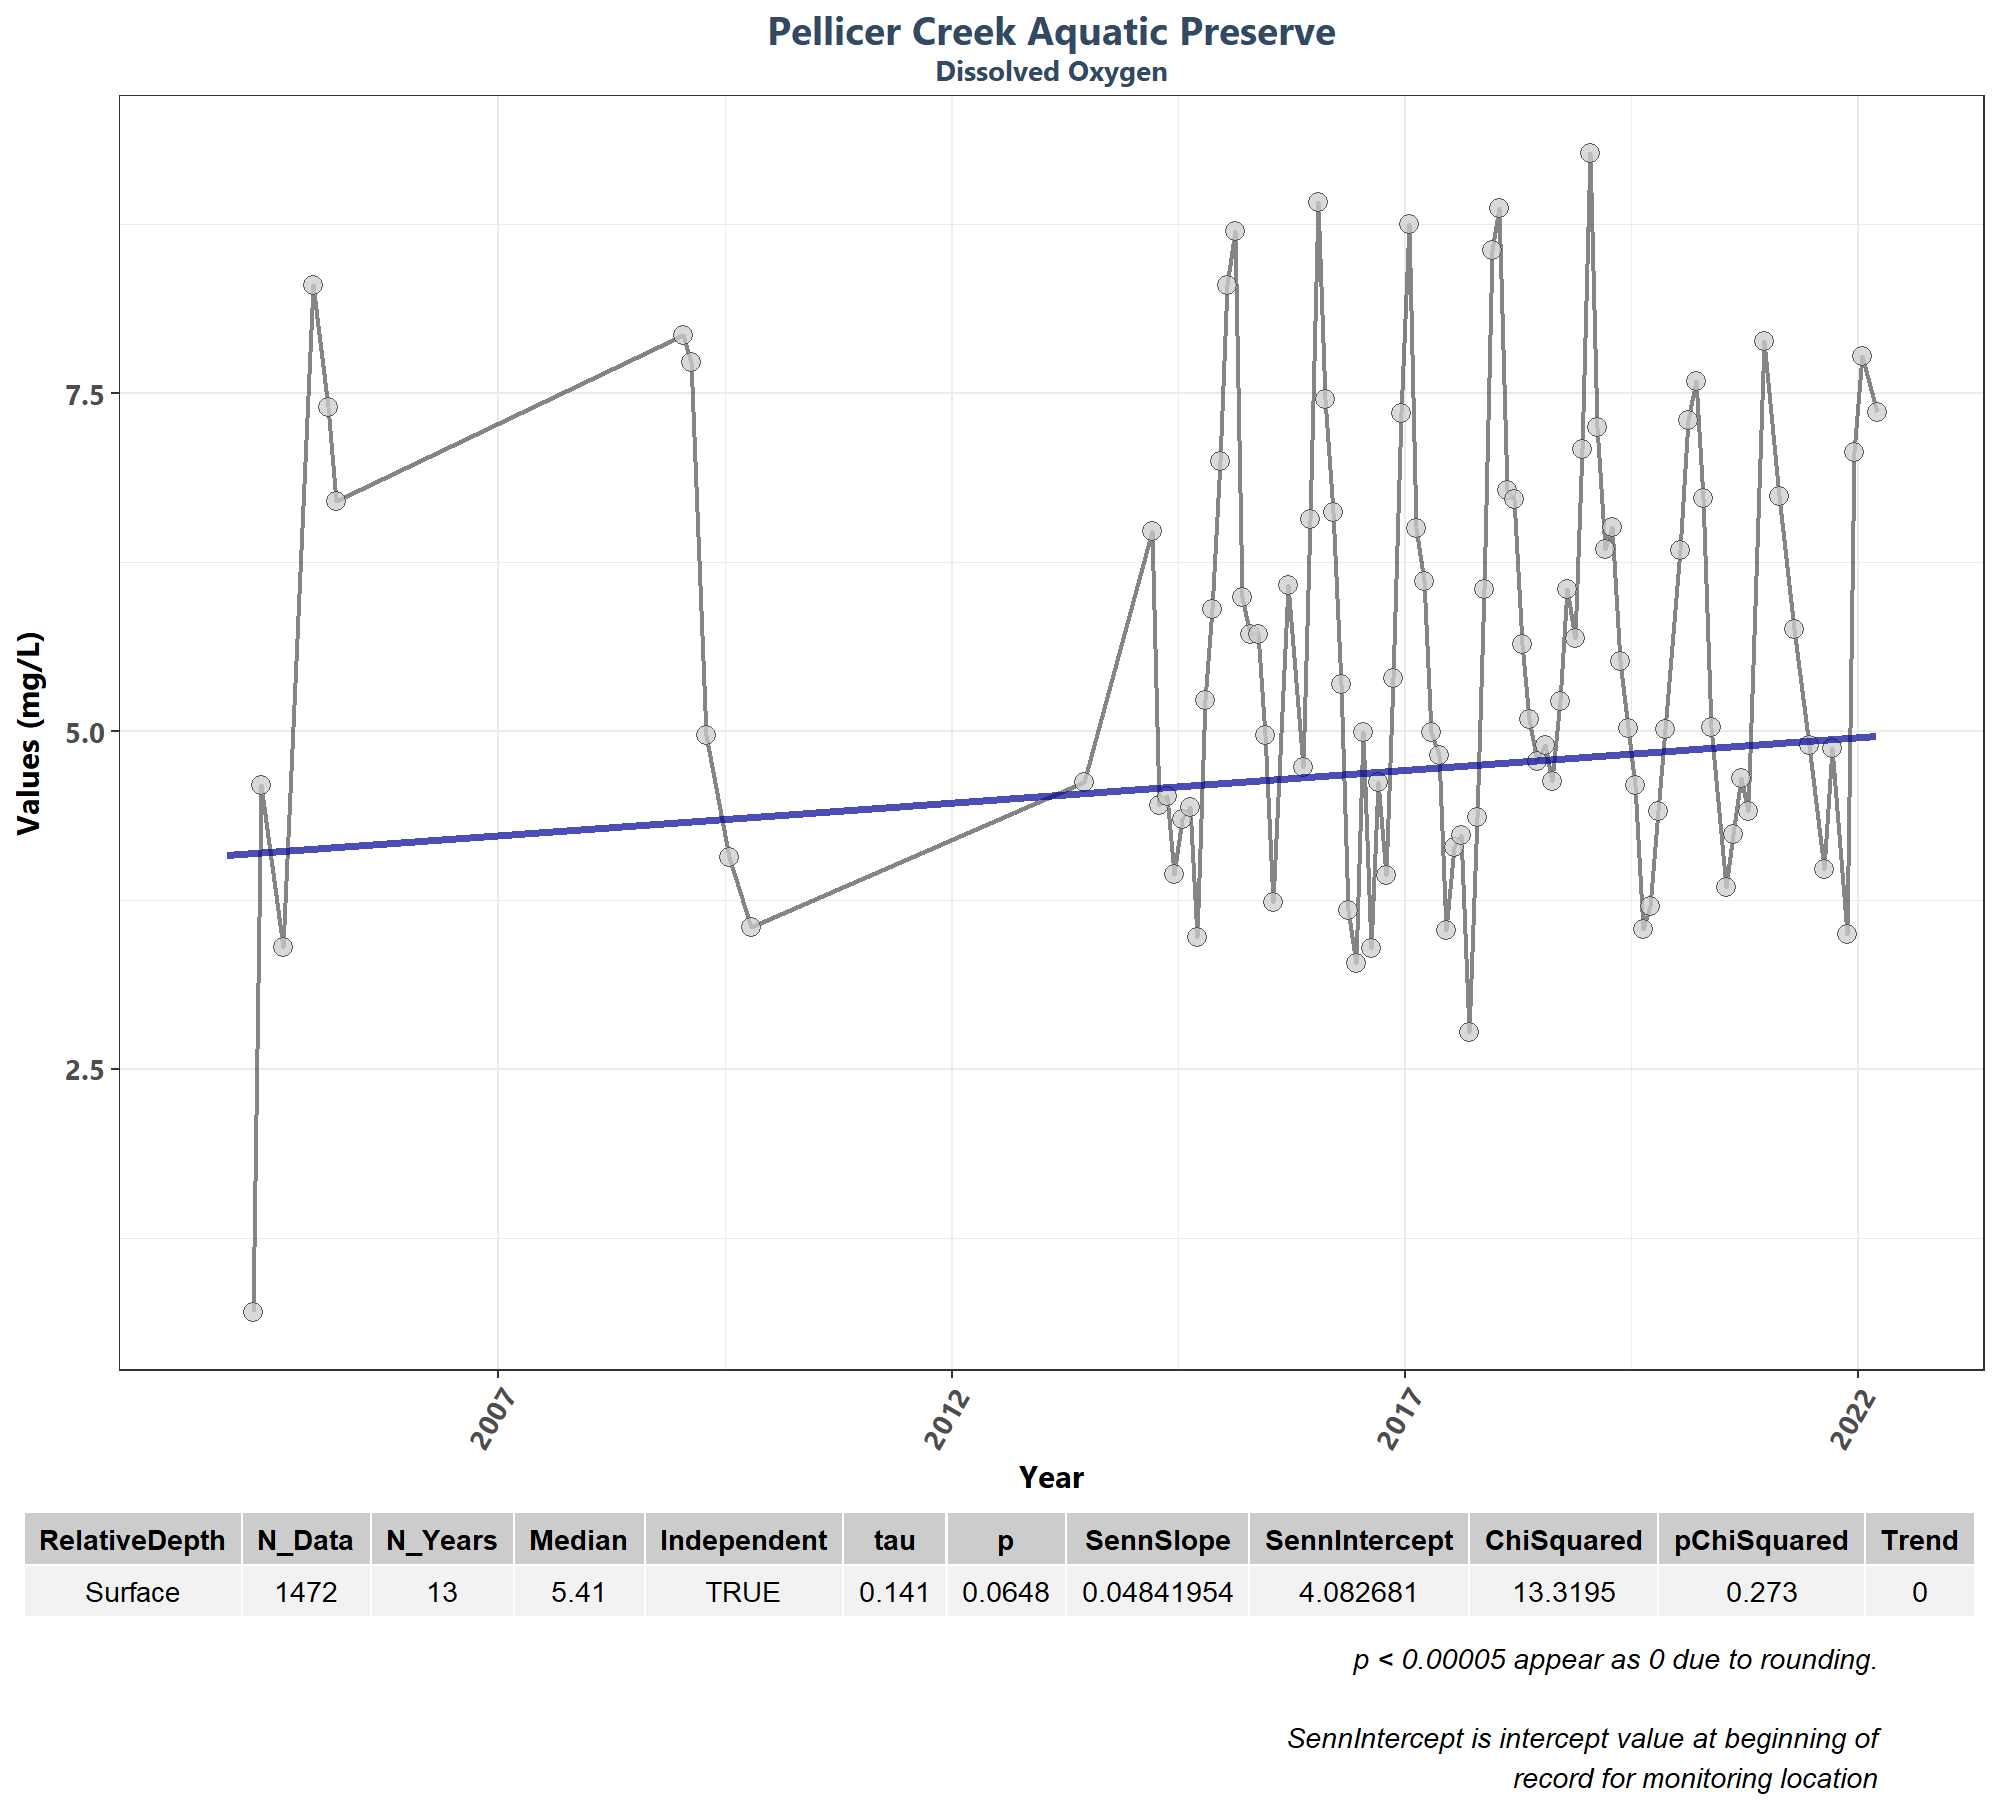 Pellicer Creek Aquatic Preserve
Dissolved Oxygen
Values (mg/L)
7.5
5.0
2.5
2007 2012 2017 2022
Year
RelativeDepth N_Data N_Years Median Independent tau p SennSlope SennIntercept ChiSquared pChiSquared Trend
Surface 1472 13 5.41 TRUE 0.141 0.0648 0.04841954 4.082681 13.3195 0.273 0
p < 0.00005 appear as 0 due to rounding.
SennIntercept is intercept value at beginning of
record for monitoring location